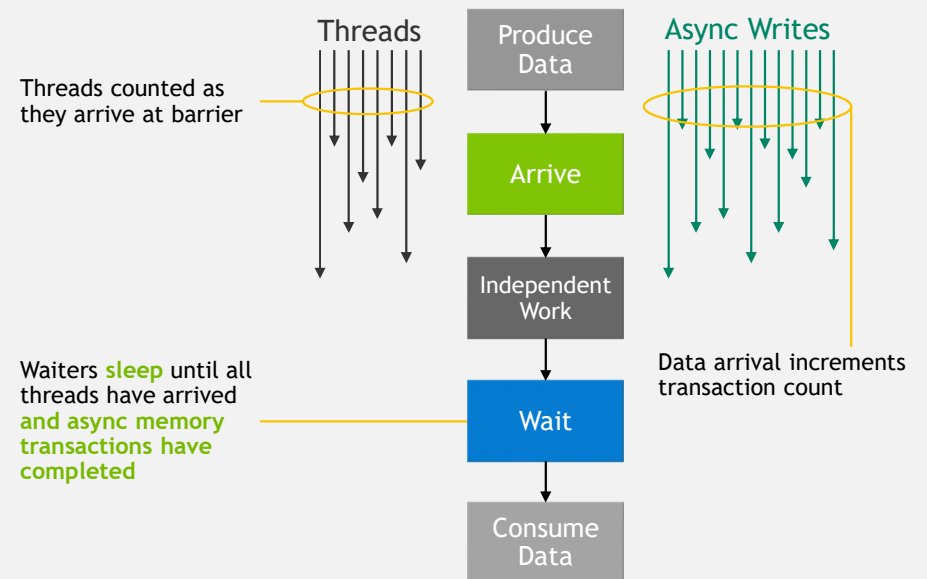 Threads
Produce
Data
Async Writes
Threads counted as
they arrive at barrier
Arrive
Independent
Work
Data arrival increments
transaction count
Waiters sleep until all
threads have arrived
and async memory
transactions have
completed
Wait
Consume
Data